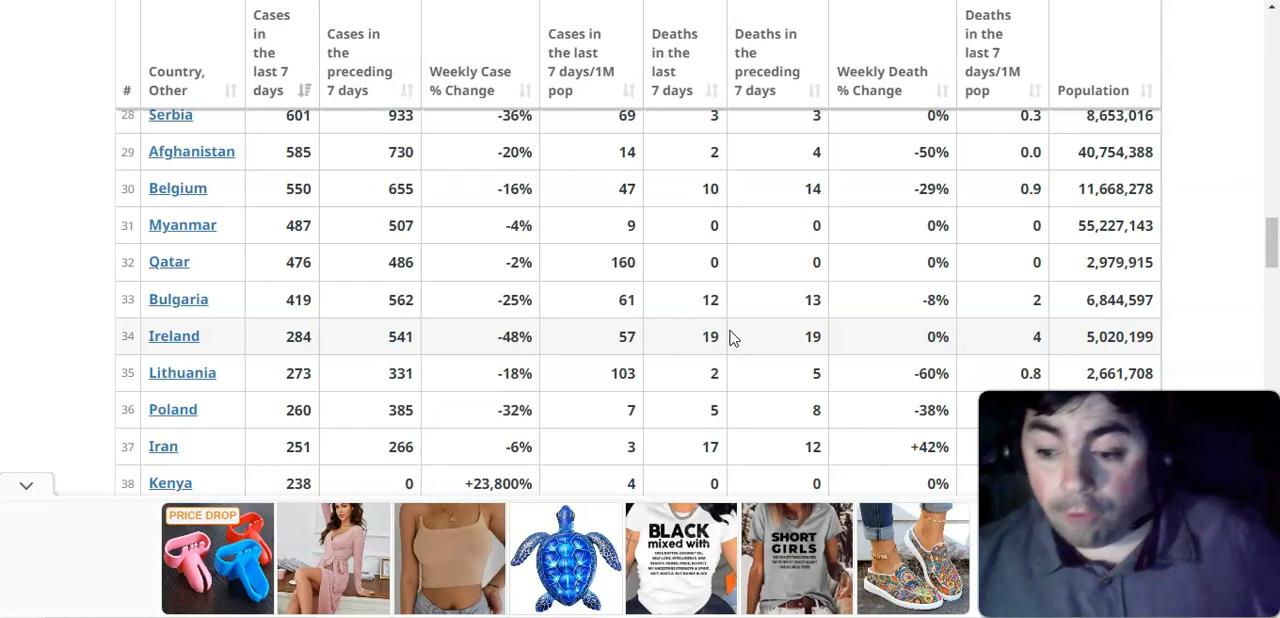 # Country, Other Cases in the last 7 days Cases in the preceding 7 days Weekly Case % Change Cases in the last 7 days/1M pop Deaths in the last 7 days Deaths in the preceding 7 days Weekly Death % Change Deaths in the last 7 days/1M pop Population
28 Serbia 601 933 -36% 69 3 3 0% 0.3 8,653,016
29 Afghanistan 585 730 -20% 14 2 4 -50% 0.0 40,754,388
30 Belgium 550 655 -16% 47 10 14 -29% 0.9 11,668,278
31 Myanmar 487 507 -4% 9 0 0 0% 0 55,227,143
32 Qatar 476 486 -2% 160 0 0 0% 0 2,979,915
33 Bulgaria 419 562 -25% 61 12 13 -8% 2 6,844,597
34 Ireland 284 541 -48% 57 19 19 0% 4 5,020,199
35 Lithuania 273 331 -18% 103 2 5 -60% 0.8 2,661,708
36 Poland 260 385 -32% 7 5 8 -38%
37 Iran 251 266 -6% 3 17 12 +42%
38 Kenya 238 0 +23,800% 4 0 0 0%
PRICE DROP
BLACK
mixed with
SHORT
GIRLS